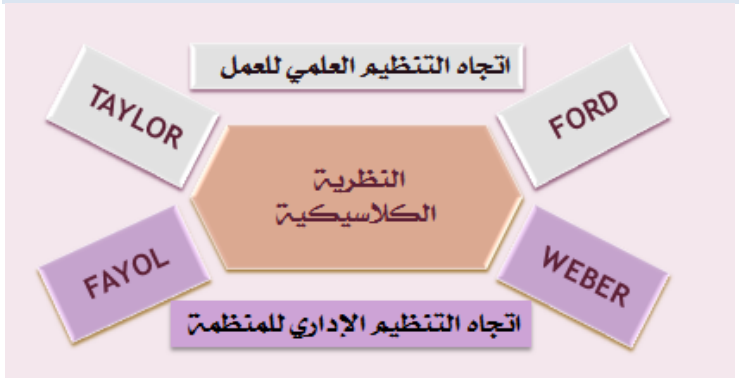 اتجاه التنظيم العلمي للعمل
TAYLOR
FORD
النظرية
الكلاسيكية
FAYOL
WEBER
اتجاه التنظيم الإداري للمنظمة